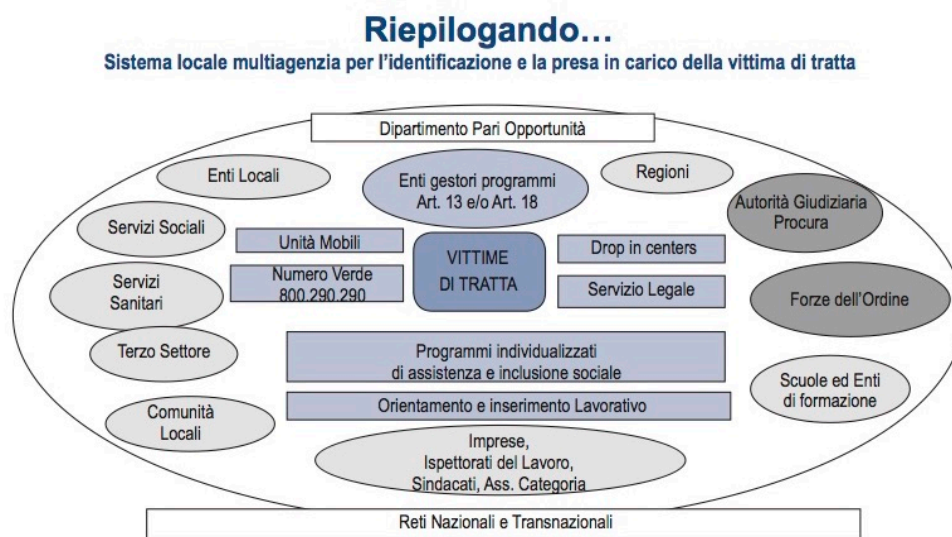 Riepilogando…
Sistema locale multiagenzia per l'identificazione e la presa in carico della vittima di tratta
Dipartimento Pari Opportunità
Enti Locali
Enti gestori programmi
Art. 13 e/o Art. 18
Regioni
Autorità Giudiziaria
Procura
Servizi Sociali
Unità Mobili
VITTIME
DI TRATTA
Drop in centers
Servizi
Sanitari
Numero Verde
800.290.290
Servizio Legale
Forze dell'Ordine
Terzo Settore
Programmi individualizzati
di assistenza e inclusione sociale
Scuole ed Enti
di formazione
Comunità
Locali
Orientamento e inserimento Lavorativo
Imprese,
Ispettorati del Lavoro,
Sindacati, Ass. Categoria
Reti Nazionali e Transnazionali